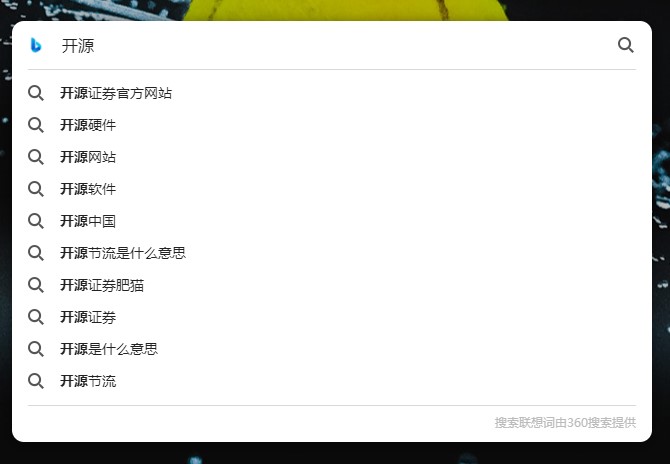 开源
开源证券官方网站
开源硬件
开源网站
开源软件
开源中国
开源节流是什么意思
开源证券肥猫
开源证券
开源是什么意思
开源节流
搜索联想词由360搜索提供